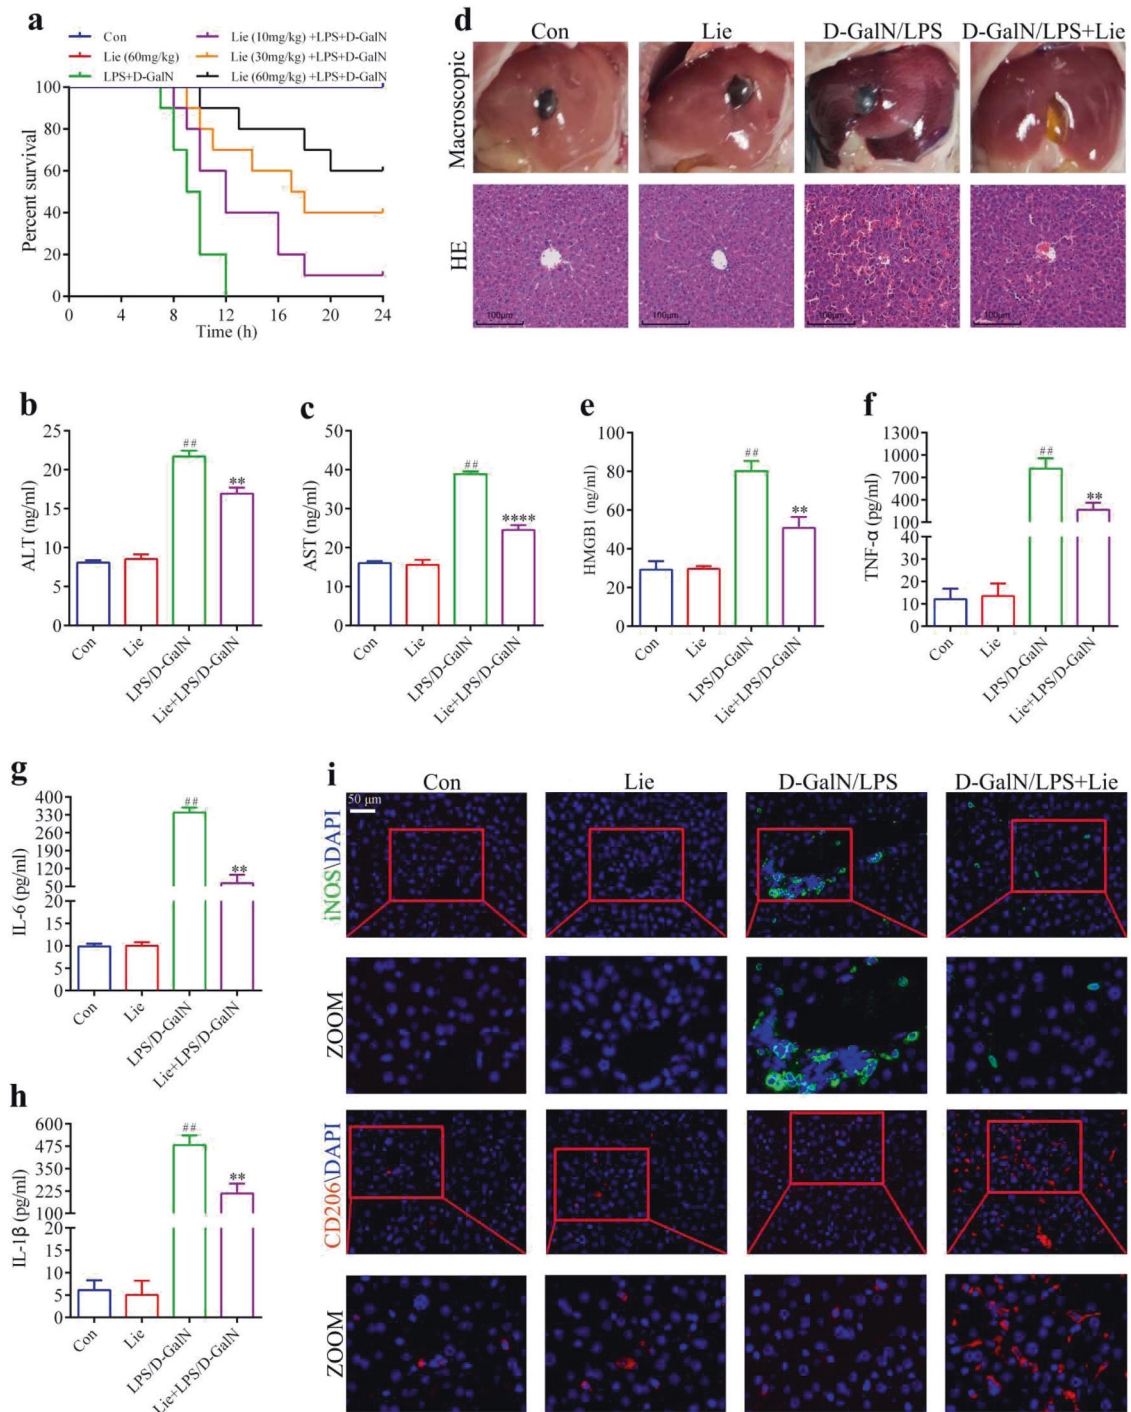 a
Con
Lie (60mg/kg)
LPS+D-GalN
Lie (10mg/kg) +LPS+D-GalN
Lie (30mg/kg) +LPS+D-GalN
Lie (60mg/kg) +LPS+D-GalN
Percent survival
100
80
60
40
20
0
0 4 8 12 16 20 24
Time (h)
d
Con Lie D-GalN/LPS D-GalN/LPS+Lie
Macroscopic
HE
100μm 100μm 100μm 100μm
b
ALT (ng/ml)
25
20
15
10
5
0
##
**
Con Lie LPS/D-GalN Lie+LPS/D-GalN
c
AST (ng/ml)
50
40
30
20
10
0
##
****
Con Lie LPS/D-GalN Lie+LPS/D-GalN
e
HMGB1 (ng/ml)
100
80
60
40
20
0
##
**
Con Lie LPS/D-GalN Lie+LPS/D-GalN
f
TNF-α (pg/ml)
1300
1000
700
400
100
40
30
20
10
0
##
**
Con Lie LPS/D-GalN Lie+LPS/D-GalN
g
IL-6 (pg/ml)
400
330
260
190
120
50
20
15
10
5
0
##
**
Con Lie LPS/D-GalN Lie+LPS/D-GalN
h
IL-1β (pg/ml)
600
475
350
225
100
20
15
10
5
0
##
**
Con Lie LPS/D-GalN Lie+LPS/D-GalN
i
Con Lie D-GalN/LPS D-GalN/LPS+Lie
50 μm
iNOS\DAPI
ZOOM
CD206\DAPI
ZOOM